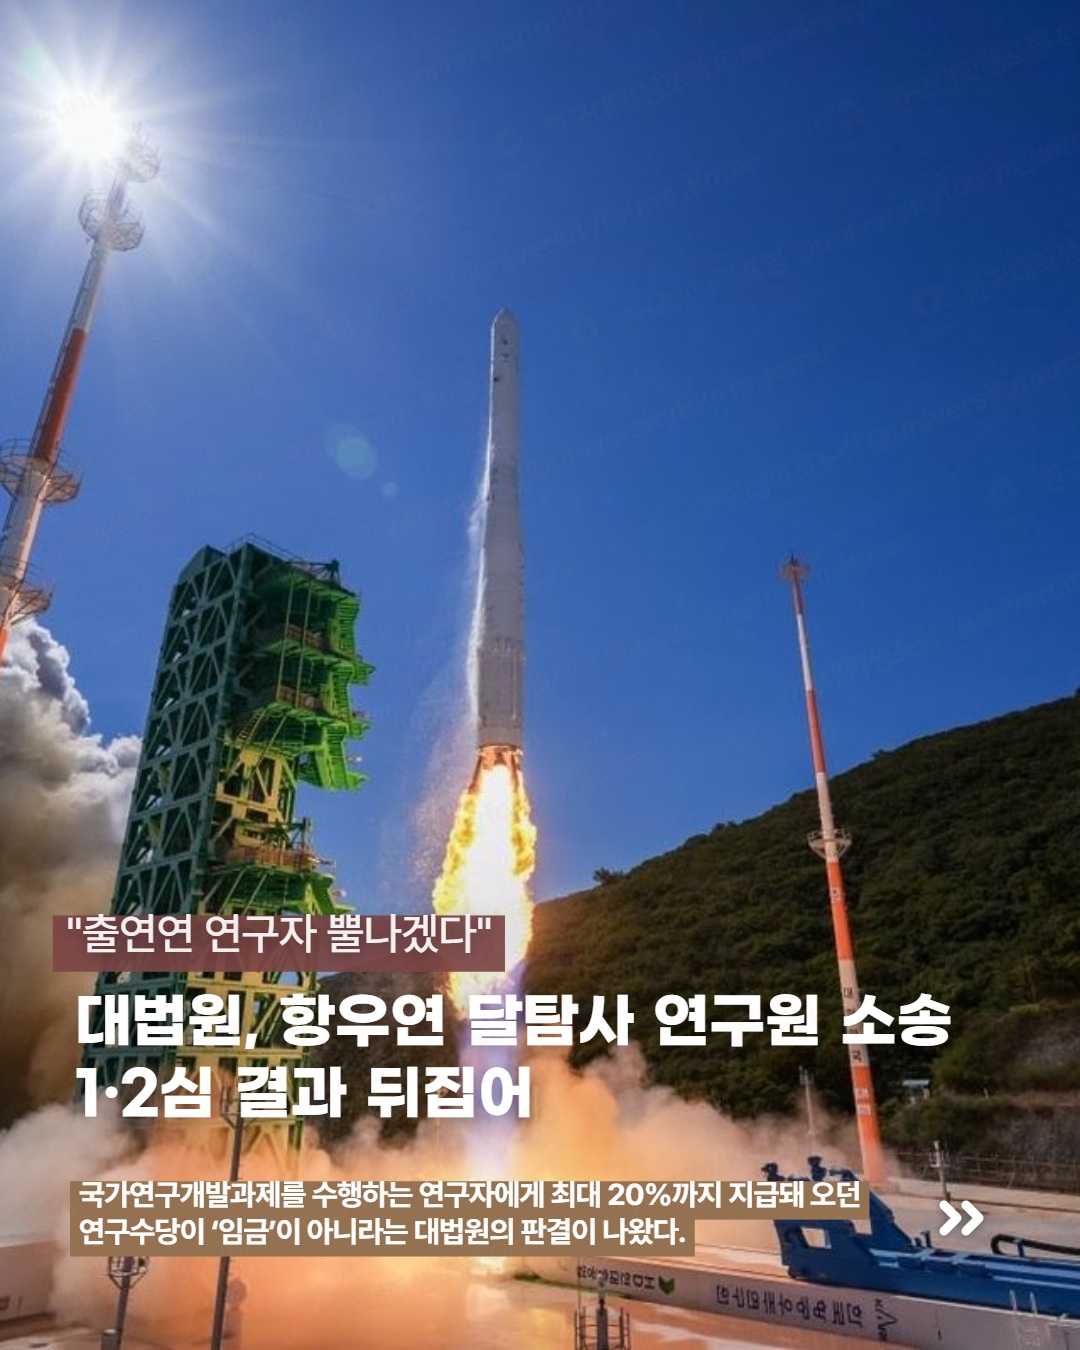 "출연연 연구자 뿔나겠다"
대법원, 항우연 달탐사 연구원 소송
1·2심 결과 뒤집어
국가연구개발과제를 수행하는 연구자에게 최대 20%까지 지급돼 오던
연구수당이 ‘임금’이 아니라는 대법원의 판결이 나왔다.